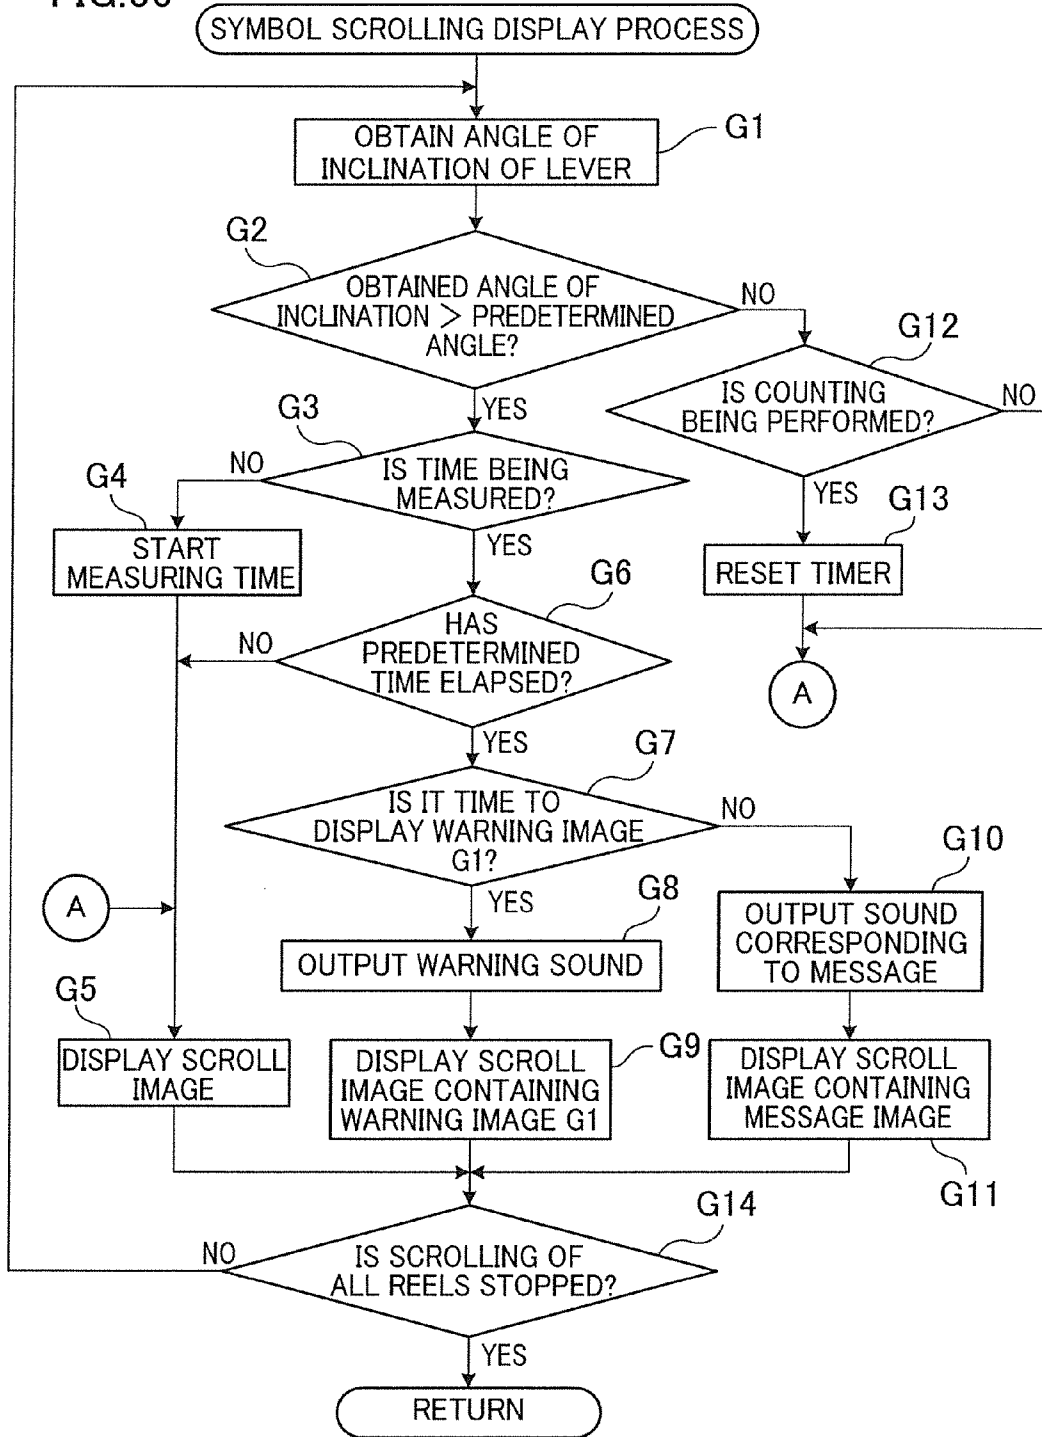 SYMBOL SCROLLING DISPLAY PROCESS
OBTAIN ANGLE OF
INCLINATION OF LEVER
G1
G2
OBTAINED ANGLE OF
INCLINATION > PREDETERMINED
ANGLE?
NO
YES
G12
IS COUNTING
BEING PERFORMED?
NO
YES
G3
IS TIME BEING
MEASURED?
NO
YES
G4
START
MEASURING TIME
G13
RESET TIMER
A
G6
HAS
PREDETERMINED
TIME ELAPSED?
NO
YES
G7
IS IT TIME TO
DISPLAY WARNING IMAGE
G1?
NO
YES
A
G8
OUTPUT WARNING SOUND
G10
OUTPUT SOUND
CORRESPONDING
TO MESSAGE
G5
DISPLAY SCROLL
IMAGE
G9
DISPLAY SCROLL
IMAGE CONTAINING
WARNING IMAGE G1
DISPLAY SCROLL
IMAGE CONTAINING
MESSAGE IMAGE
G11
G14
IS SCROLLING OF
ALL REELS STOPPED?
NO
YES
RETURN